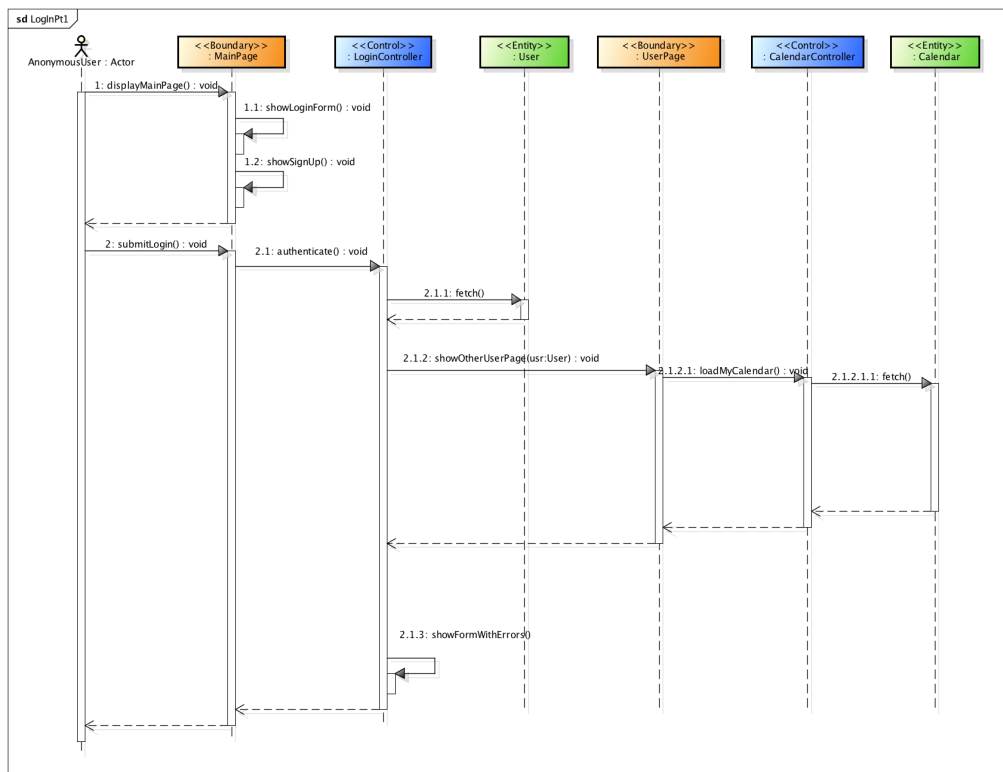 sd LogInPt1
AnonymousUser : Actor
<<Boundary>>
: MainPage
<<Control>>
: LoginController
<<Entity>>
: User
<<Boundary>>
: UserPage
<<Control>>
: CalendarController
<<Entity>>
: Calendar
1: displayMainPage() : void
1.1: showLoginForm() : void
1.2: showSignUp() : void
2: submitLogin() : void
2.1: authenticate() : void
2.1.1: fetch()
2.1.2: showOtherUserPage(usr:User) : void
2.1.2.1: loadMyCalendar() : void
2.1.2.1.1: fetch()
2.1.3: showFormWithErrors()